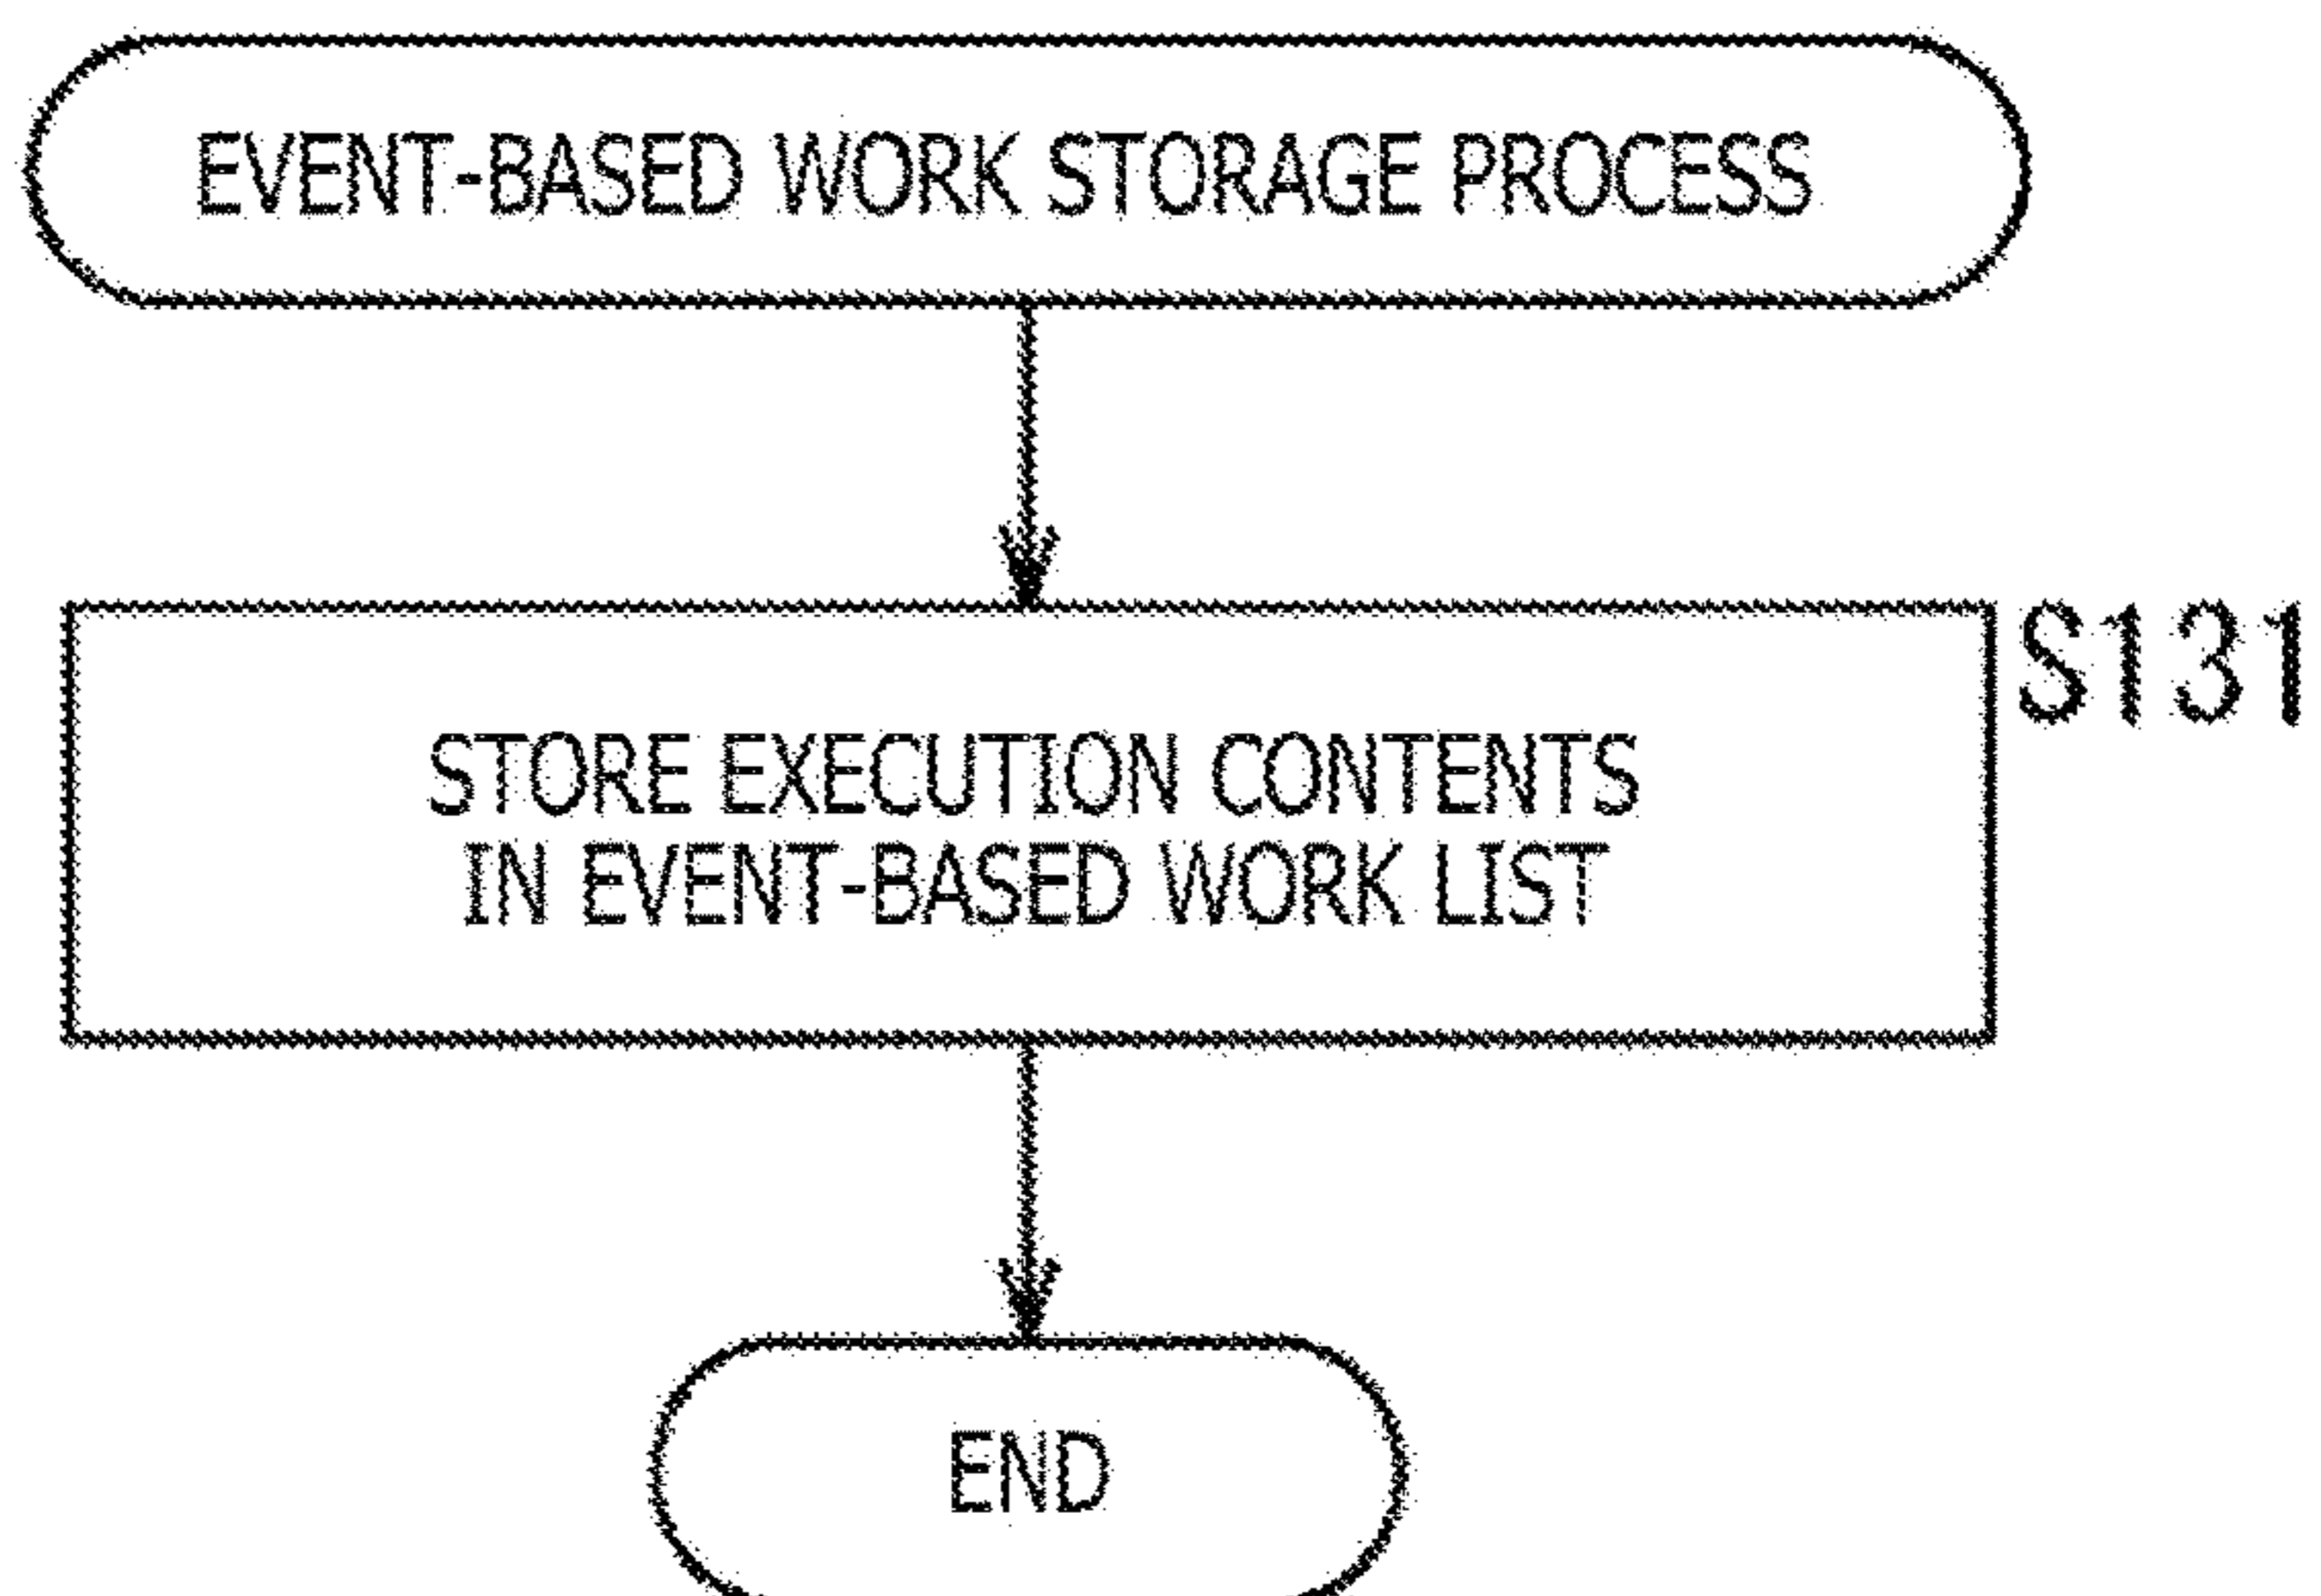 EVENT-BASED WORK STORAGE PROCESS
S131
STORE EXECUTION CONTENTS
IN EVENT-BASED WORK LIST
END